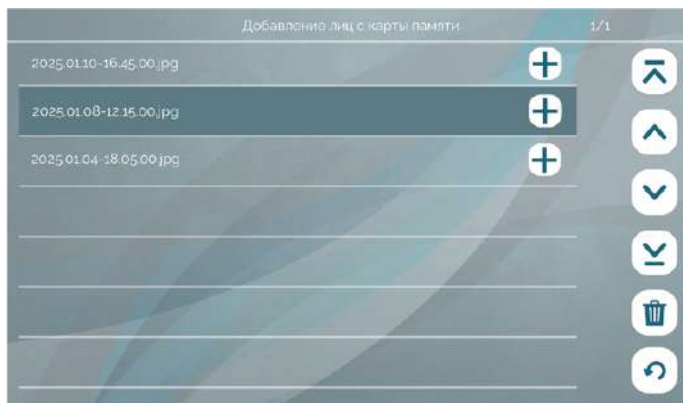 Добавление лиц с карты памяти 1/1
2025.01.10-16.45.00.jpg
2025.01.08-12.15.00.jpg
2025.01.04-18.05.00.jpg